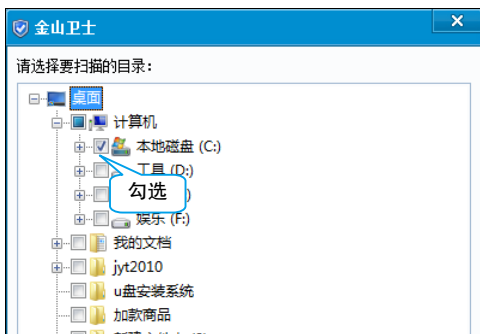 金山卫士
请选择要扫描的目录：
桌面
计算机
本地磁盘 (C:)
工具 (D:)
勾选
娱乐 (F:)
我的文档
jyt2010
u盘安装系统
加款商品